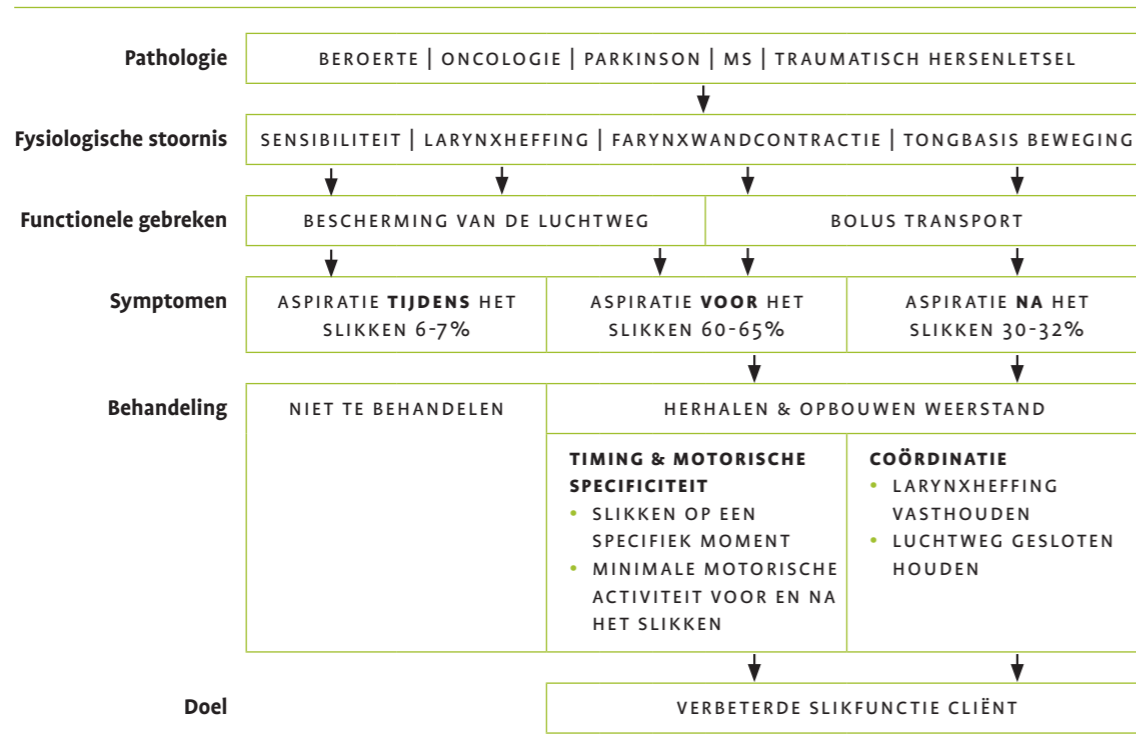 Pathologie
BEROERTE | ONCOLOGIE | PARKINSON | MS | TRAUMATISCH HERSENLETSEL
Fysiologische stoornis
SENSIBILITEIT | LARYNXHEFFING | FARYNXWANDCONTRACTIE | TONGBASIS BEWEGING
Functionele gebreken
BESCHERMING VAN DE LUCHTWEG
BOLUS TRANSPORT
Symptomen
ASPIRATIE TIJDENS HET
SLIKKEN 6-7%
ASPIRATIE VOOR HET
SLIKKEN 60-65%
ASPIRATIE NA HET
SLIKKEN 30-32%
Behandeling
NIET TE BEHANDELEN
HERHALEN & OPBOUWEN WEERSTAND
TIMING & MOTORISCHE
SPECIFICITEIT
• SLIKKEN OP EEN
SPECIFIEK MOMENT
• MINIMALE MOTORISCHE
ACTIVITEIT VOOR EN NA
HET SLIKKEN
COÖRDINATIE
• LARYNXHEFFING
VASTHOUDEN
• LUCHTWEG GESLOTEN
HOUDEN
Doel
VERBETERDE SLIKFUNCTIE CLIËNT